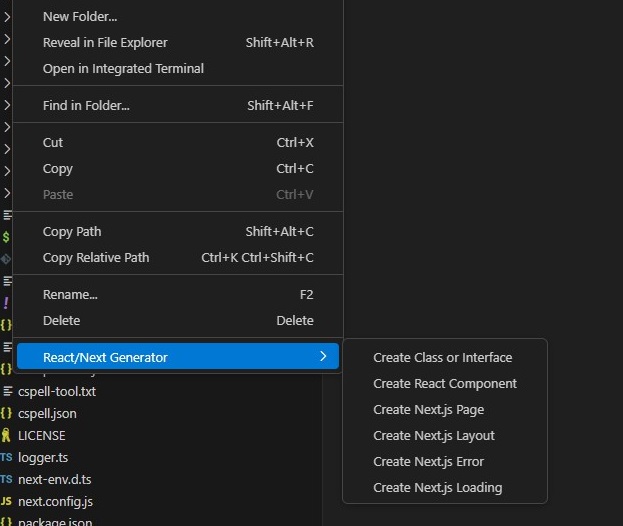 New Folder...
Reveal in File Explorer Shift+Alt+R
Open in Integrated Terminal
Find in Folder... Shift+Alt+F
Cut Ctrl+X
Copy Ctrl+C
Paste Ctrl+V
Copy Path Shift+Alt+C
Copy Relative Path Ctrl+K Ctrl+Shift+C
Rename... F2
Delete Delete
React/Next Generator
Create Class or Interface
Create React Component
Create Next.js Page
Create Next.js Layout
Create Next.js Error
Create Next.js Loading
cspell-tool.txt
{} cspell.json
LICENSE
TS logger.ts
TS next-env.d.ts
JS next.config.js
{} package.json